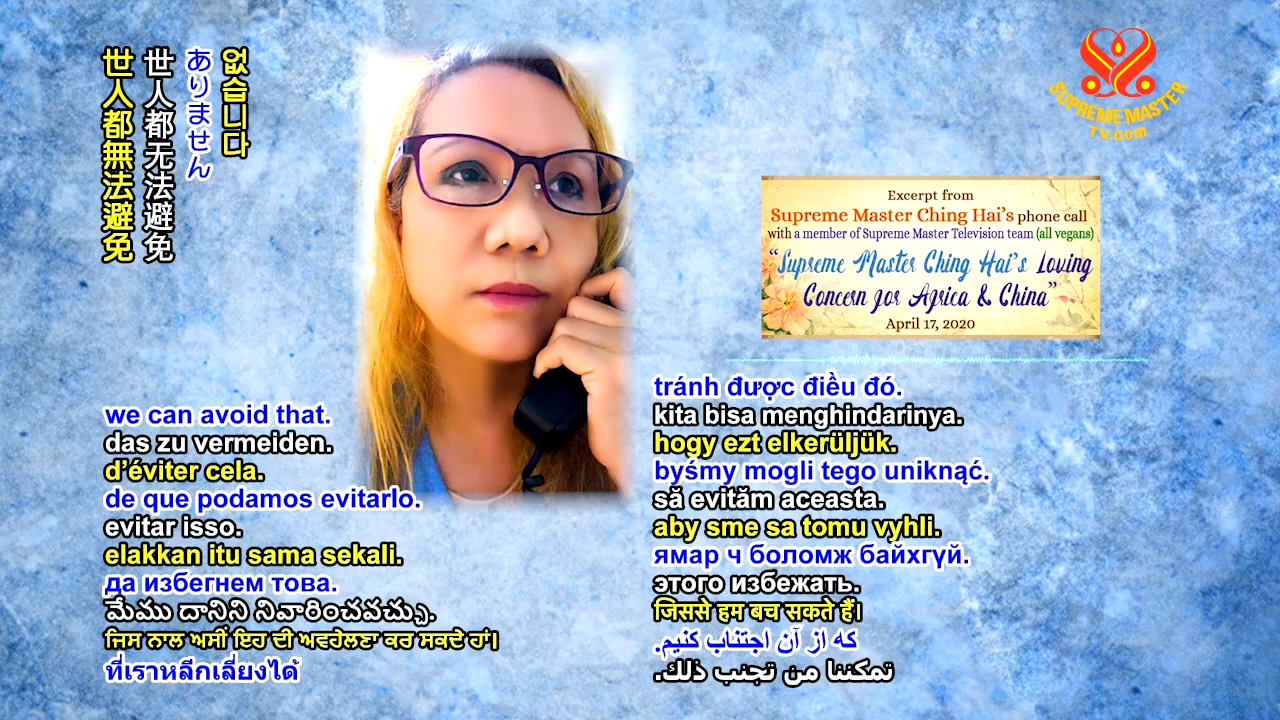 없습니다
ありません
世人都无法避免
世人都無法避免
SUPREME MASTER
TV.com
Excerpt from
Supreme Master Ching Hai’s phone call
with a member of Supreme Master Television team (all vegans)
“Supreme Master Ching Hai’s Loving
Concern for Africa & China”
April 17, 2020
we can avoid that.
das zu vermeiden.
d’éviter cela.
de que podamos evitarlo.
evitar isso.
elakkan itu sama sekali.
да избегнем това.
మేము దానిని నివారించవచ్చు.
ਜਿਸ ਨਾਲ ਅਸੀਂ ਇਹ ਦੀ ਅਵਹੇਲਣਾ ਕਰ ਸਕਦੇ ਹਾਂ।
ที่เราหลีกเลี่ยงได้
tránh được điều đó.
kita bisa menghindarinya.
hogy ezt elkerüljük.
byśmy mogli tego uniknąć.
să evităm aceasta.
aby sme sa tomu vyhli.
ямар ч боломж байхгүй.
этого избежать.
जिससे हम बच सकते हैं।
که از آن اجتناب کنیم.
تمكننا من تجنب ذلك.